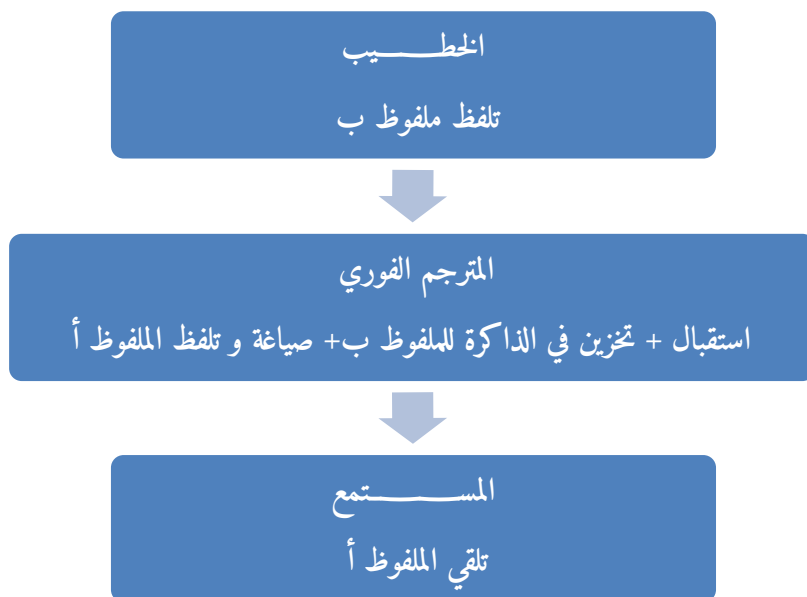 الخطـــــيب
تلفظ ملفوظ ب
المترجم الفوري
استقبال + تخزين في الذاكرة للملفوظ ب+ صياغة و تلفظ الملفوظ أ
المســــــتمع
تلقي الملفوظ أ